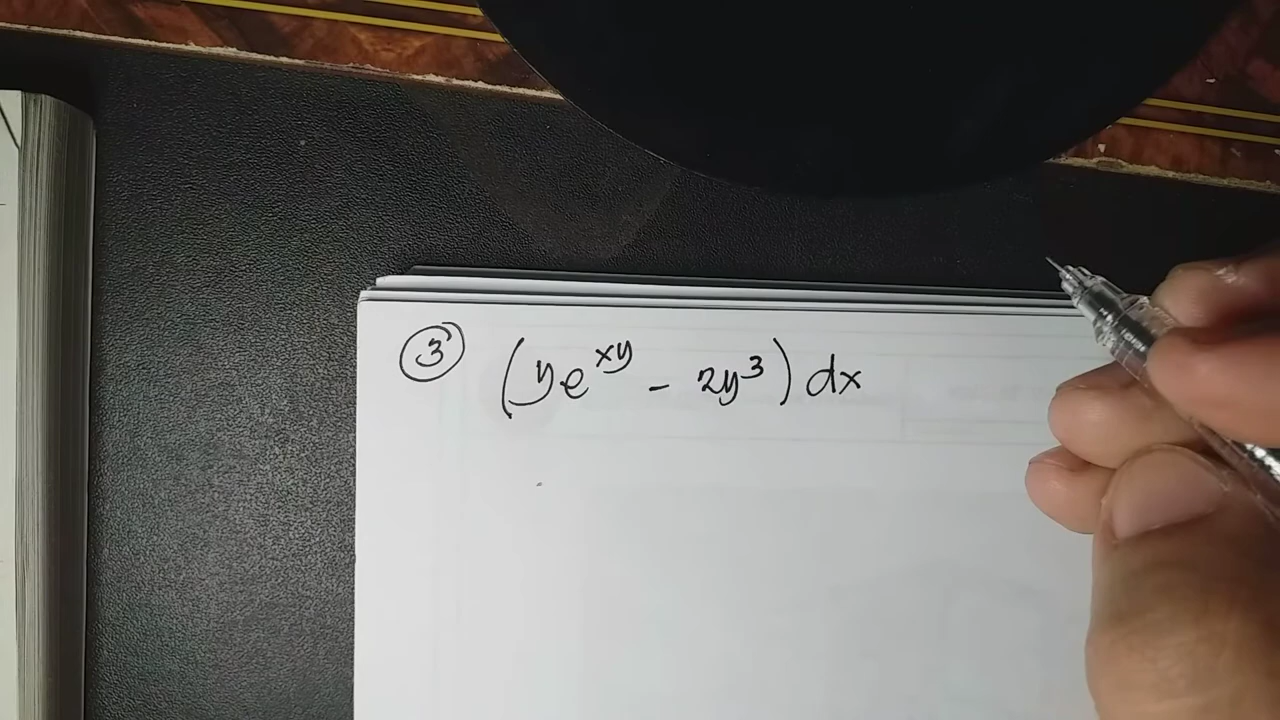 ③ (ye^{xy} - 2y^3) dx